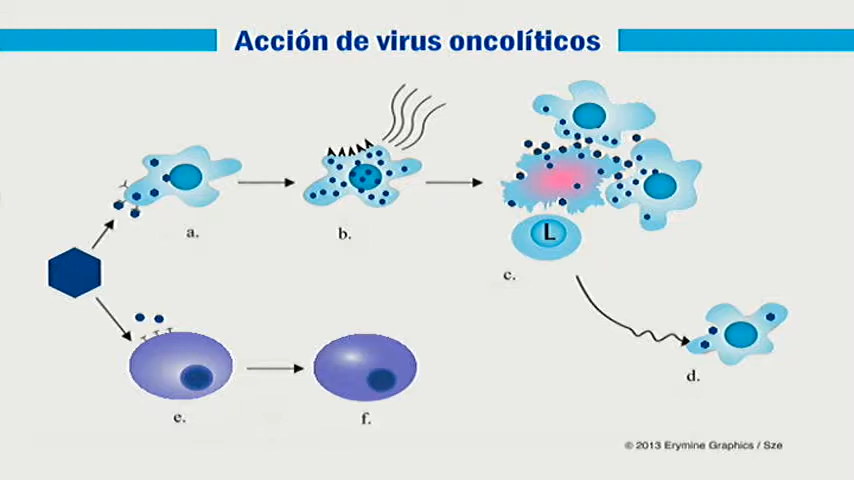 Acción de virus oncolíticos
a.
b.
L
c.
d.
e.
f.
© 2013 Erymine Graphics / Sze